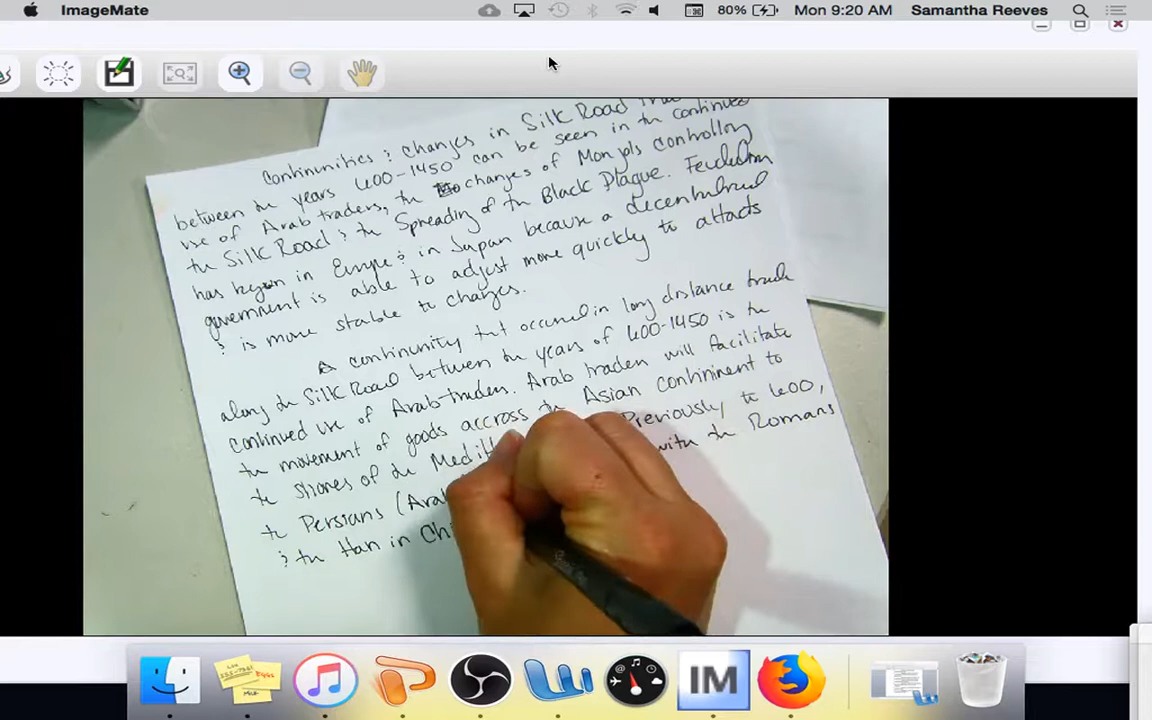 ImageMate
80%
Mon 9:20 AM
Samantha Reeves
Continuities & changes in Silk Road
between the years 600-1450 can be seen in the continued
use of Arab traders, the changes of Mongols controlling
the Silk Road & the Spreading of the Black Plague. Feudalism
has begun in Europe & in Japan because a decentralized
government is able to adjust more quickly to attacks
& is more stable to changes.
A continunity tht occured in long distance trade
along the Silk Road between the years of 600-1450 is the
continued use of Arab-traders. Arab traders will facilitate
the movement of goods accross the Asian continent to
the shores of the Previously to 600,
the Persians with the Romans
& the Han in
IM